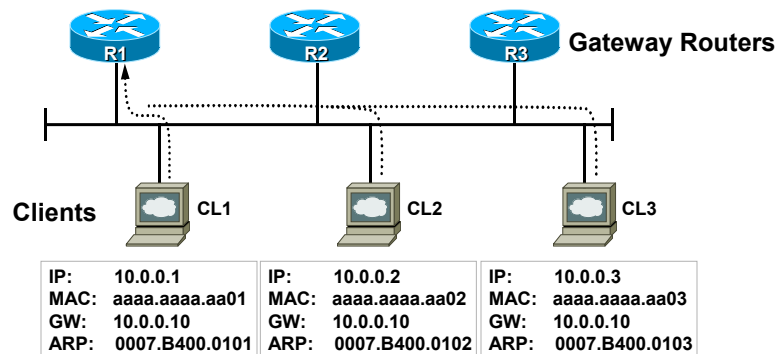 R1
R2
R3
Gateway Routers
Clients
CL1
CL2
CL3
IP: 10.0.0.1
MAC: aaaa.aaaa.aa01
GW: 10.0.0.10
ARP: 0007.B400.0101
IP: 10.0.0.2
MAC: aaaa.aaaa.aa02
GW: 10.0.0.10
ARP: 0007.B400.0102
IP: 10.0.0.3
MAC: aaaa.aaaa.aa03
GW: 10.0.0.10
ARP: 0007.B400.0103